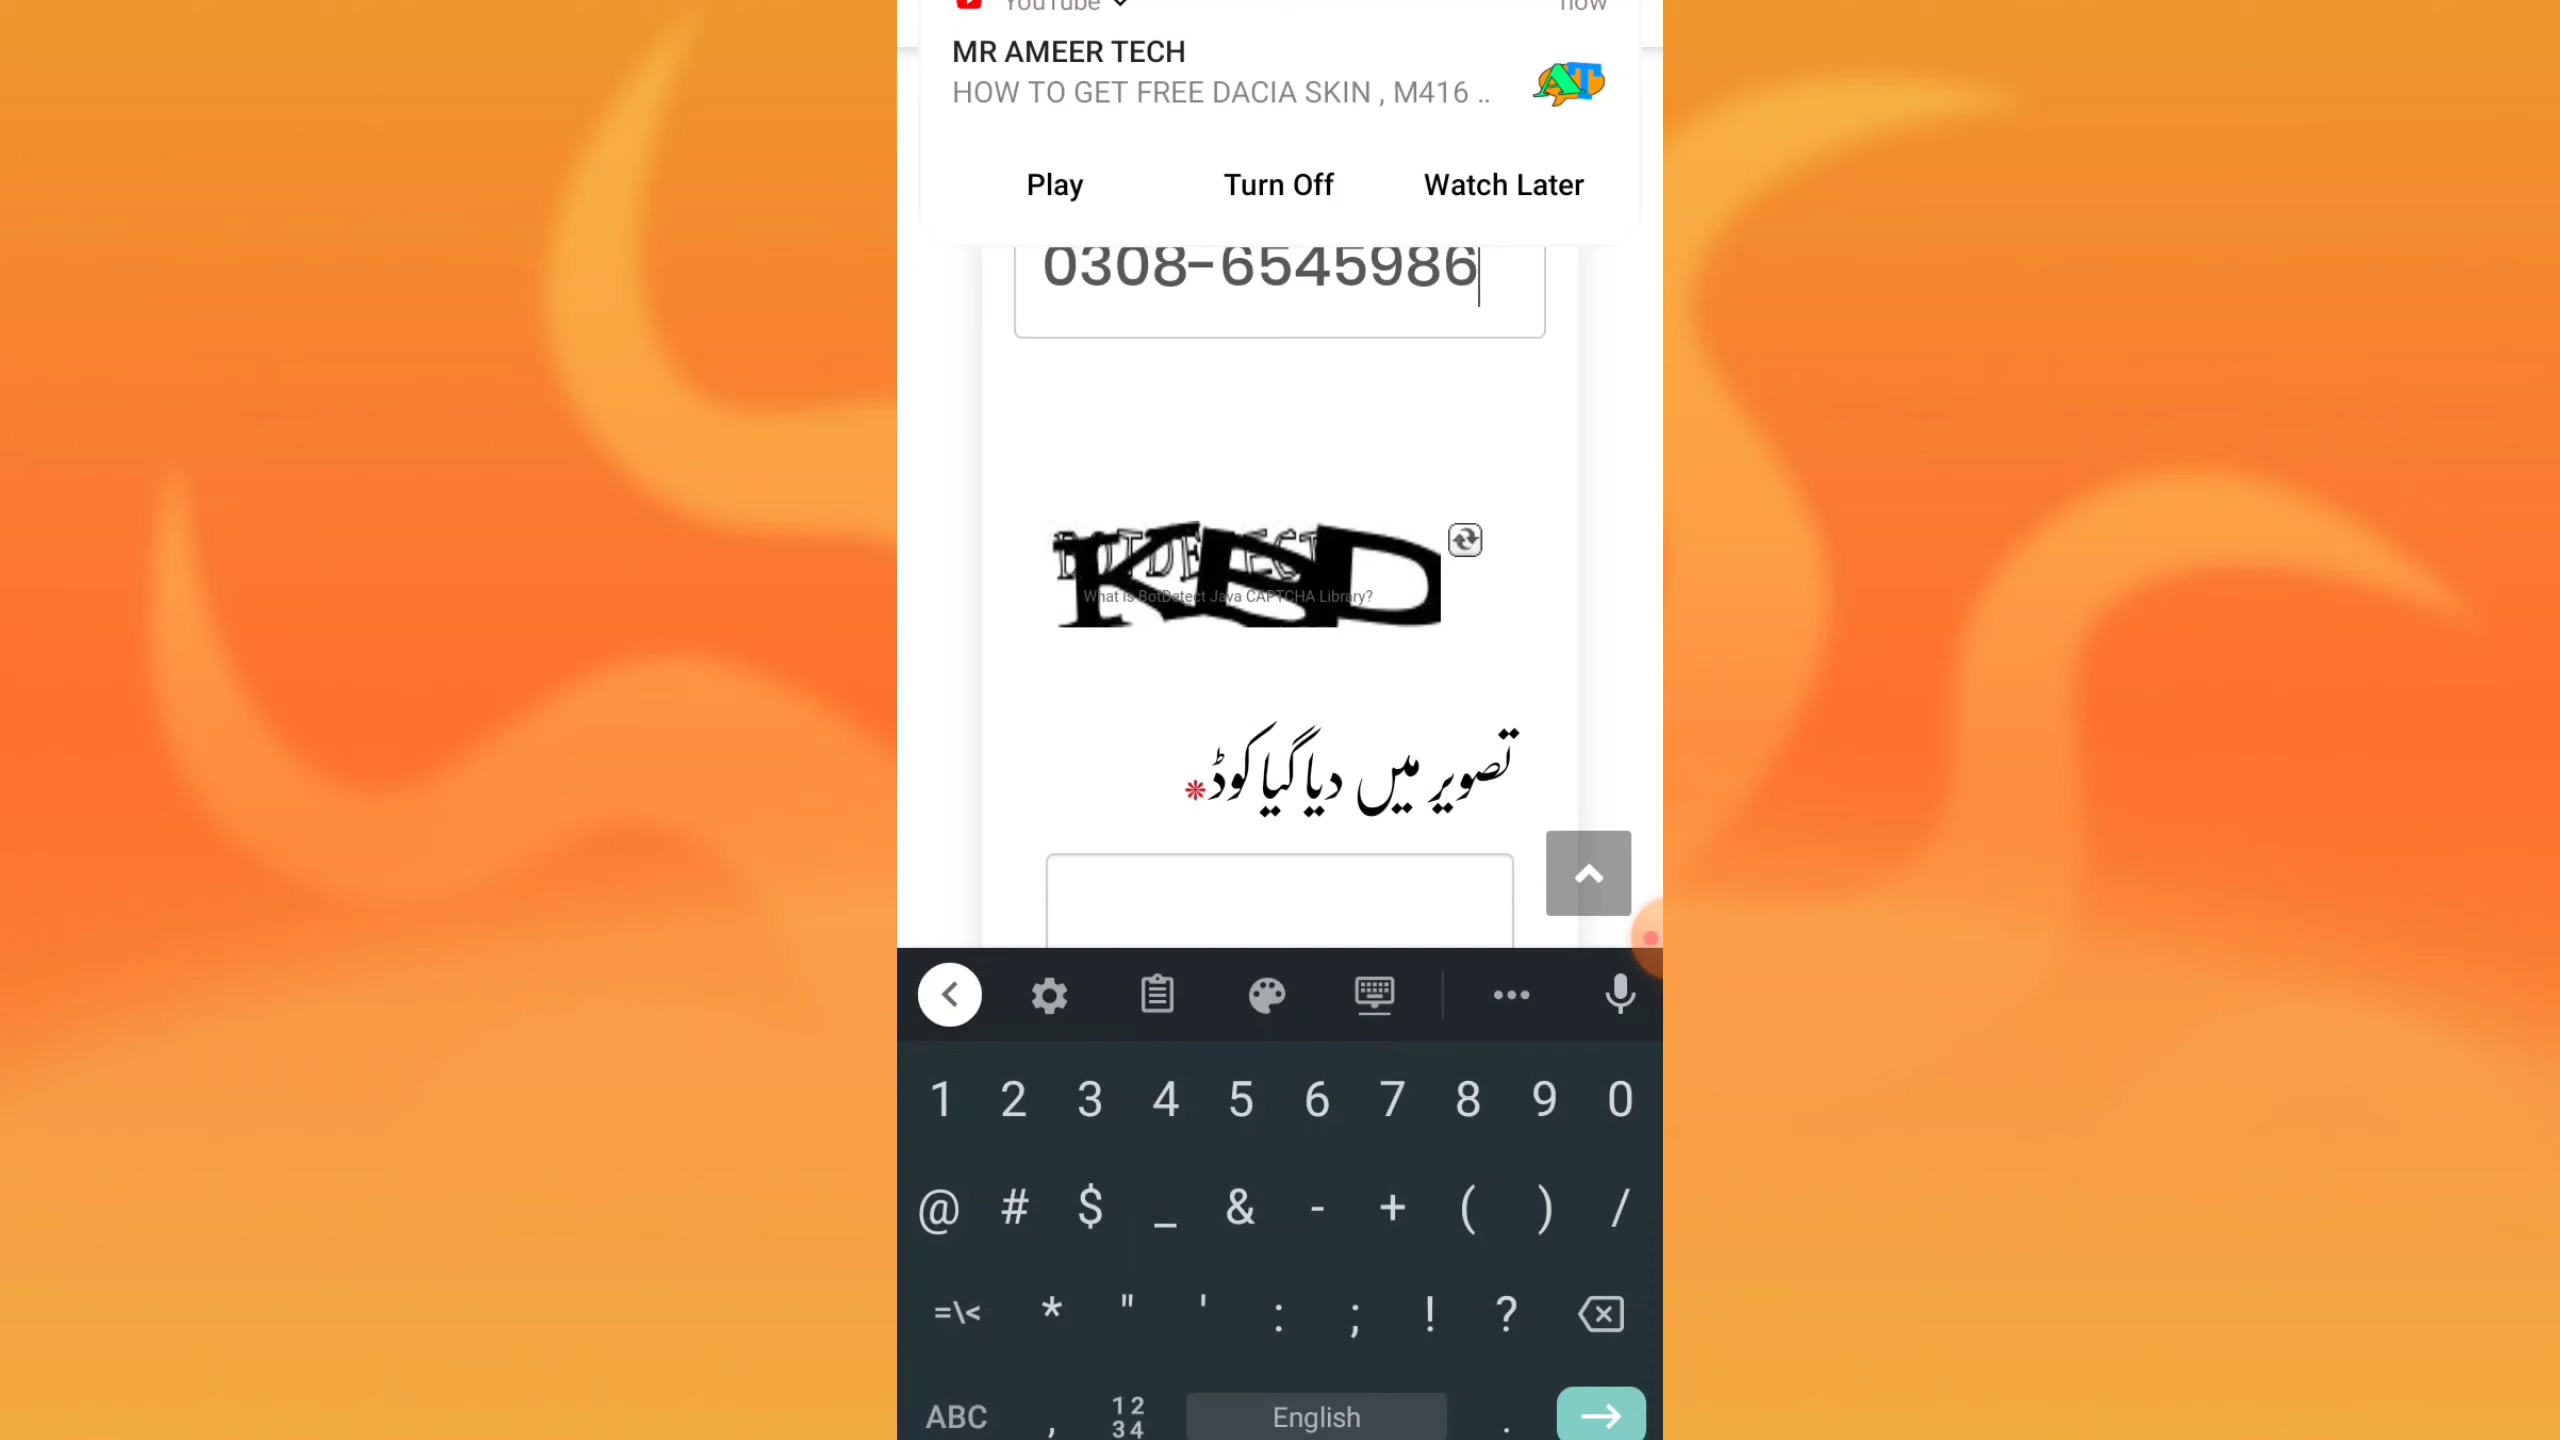 YouTube
now
MR AMEER TECH
HOW TO GET FREE DACIA SKIN , M416 ..
Play
Turn Off
Watch Later
0308-6545986
BOTDETECT
What is BotDetect Java CAPTCHA Library?
تصویر میں دیا گیا کوڈ*
1 2 3 4 5 6 7 8 9 0
@ # $ _ & - + ( ) /
=\< * " ' : ; ! ?
ABC , 12 34 English .